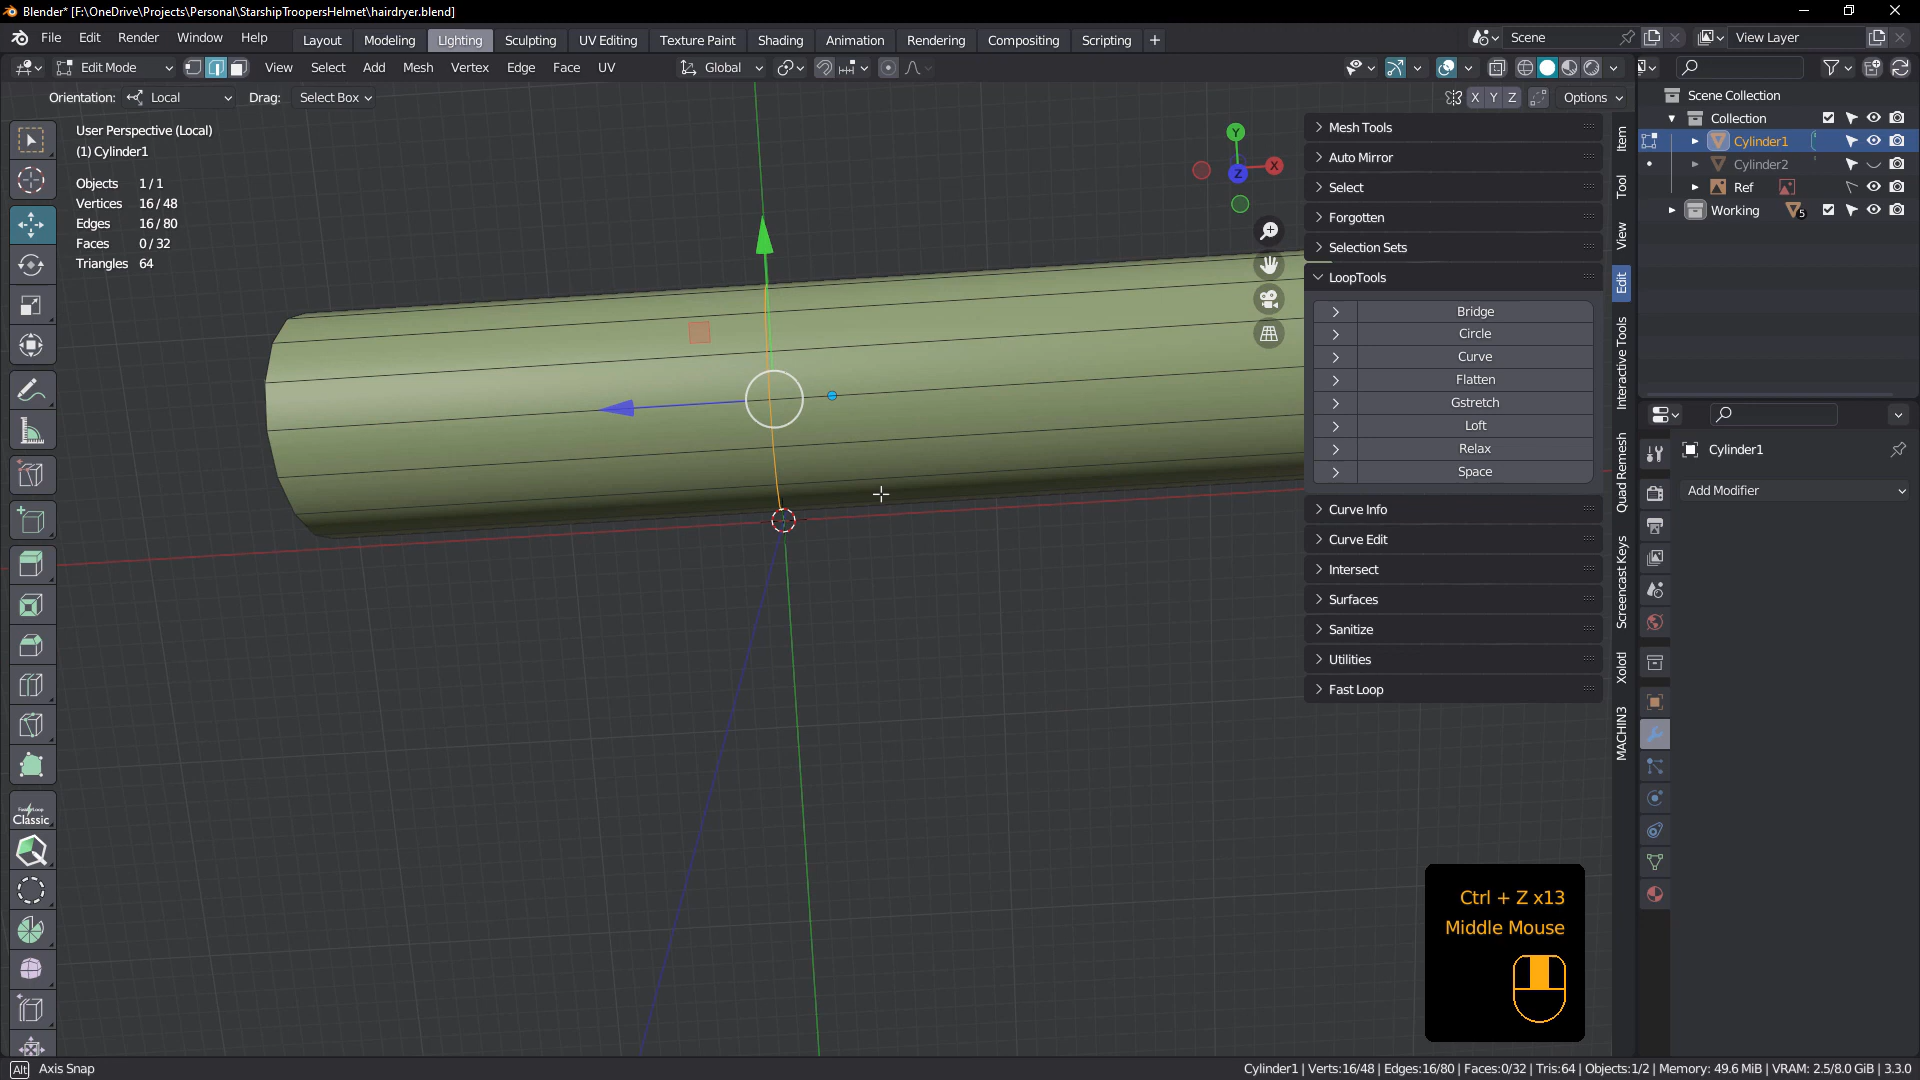 Blender* [F:\OneDrive\Projects\Personal\StarshipTroopersHelmet\hairdryer.blend]
File Edit Render Window Help Layout Modeling Lighting Sculpting UV Editing Texture Paint Shading Animation Rendering Compositing Scripting + Scene View Layer
Edit Mode View Select Add Mesh Vertex Edge Face UV Global
Orientation: Local Drag: Select Box X Y Z Options
User Perspective (Local)
(1) Cylinder1
Objects 1 / 1
Vertices 16 / 48
Edges 16 / 80
Faces 0 / 32
Triangles 64
Classic
Y
X
Z
Mesh Tools
Auto Mirror
Select
Forgotten
Selection Sets
LoopTools
Bridge
Circle
Curve
Flatten
Gstretch
Loft
Relax
Space
Curve Info
Curve Edit
Intersect
Surfaces
Sanitize
Utilities
Fast Loop
Item
Tool
View
Edit
Interactive Tools
Quad Remesh
Screencast Keys
Xolotl
MACHIN3
Scene Collection
Collection
Cylinder1
Cylinder2
Ref
Working 5
Cylinder1
Add Modifier
Ctrl + Z x13
Middle Mouse
Alt Axis Snap
Cylinder1 | Verts:16/48 | Edges:16/80 | Faces:0/32 | Tris:64 | Objects:1/2 | Memory: 49.6 MiB | VRAM: 2.5/8.0 GiB | 3.3.0